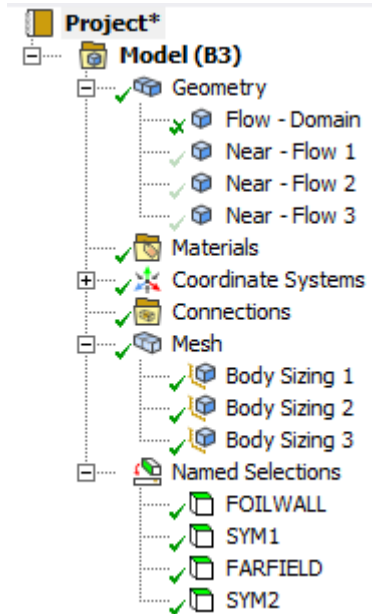 Project*
Model (B3)
Geometry
Flow - Domain
Near - Flow 1
Near - Flow 2
Near - Flow 3
Materials
Coordinate Systems
Connections
Mesh
Body Sizing 1
Body Sizing 2
Body Sizing 3
Named Selections
FOILWALL
SYM1
FARFIELD
SYM2